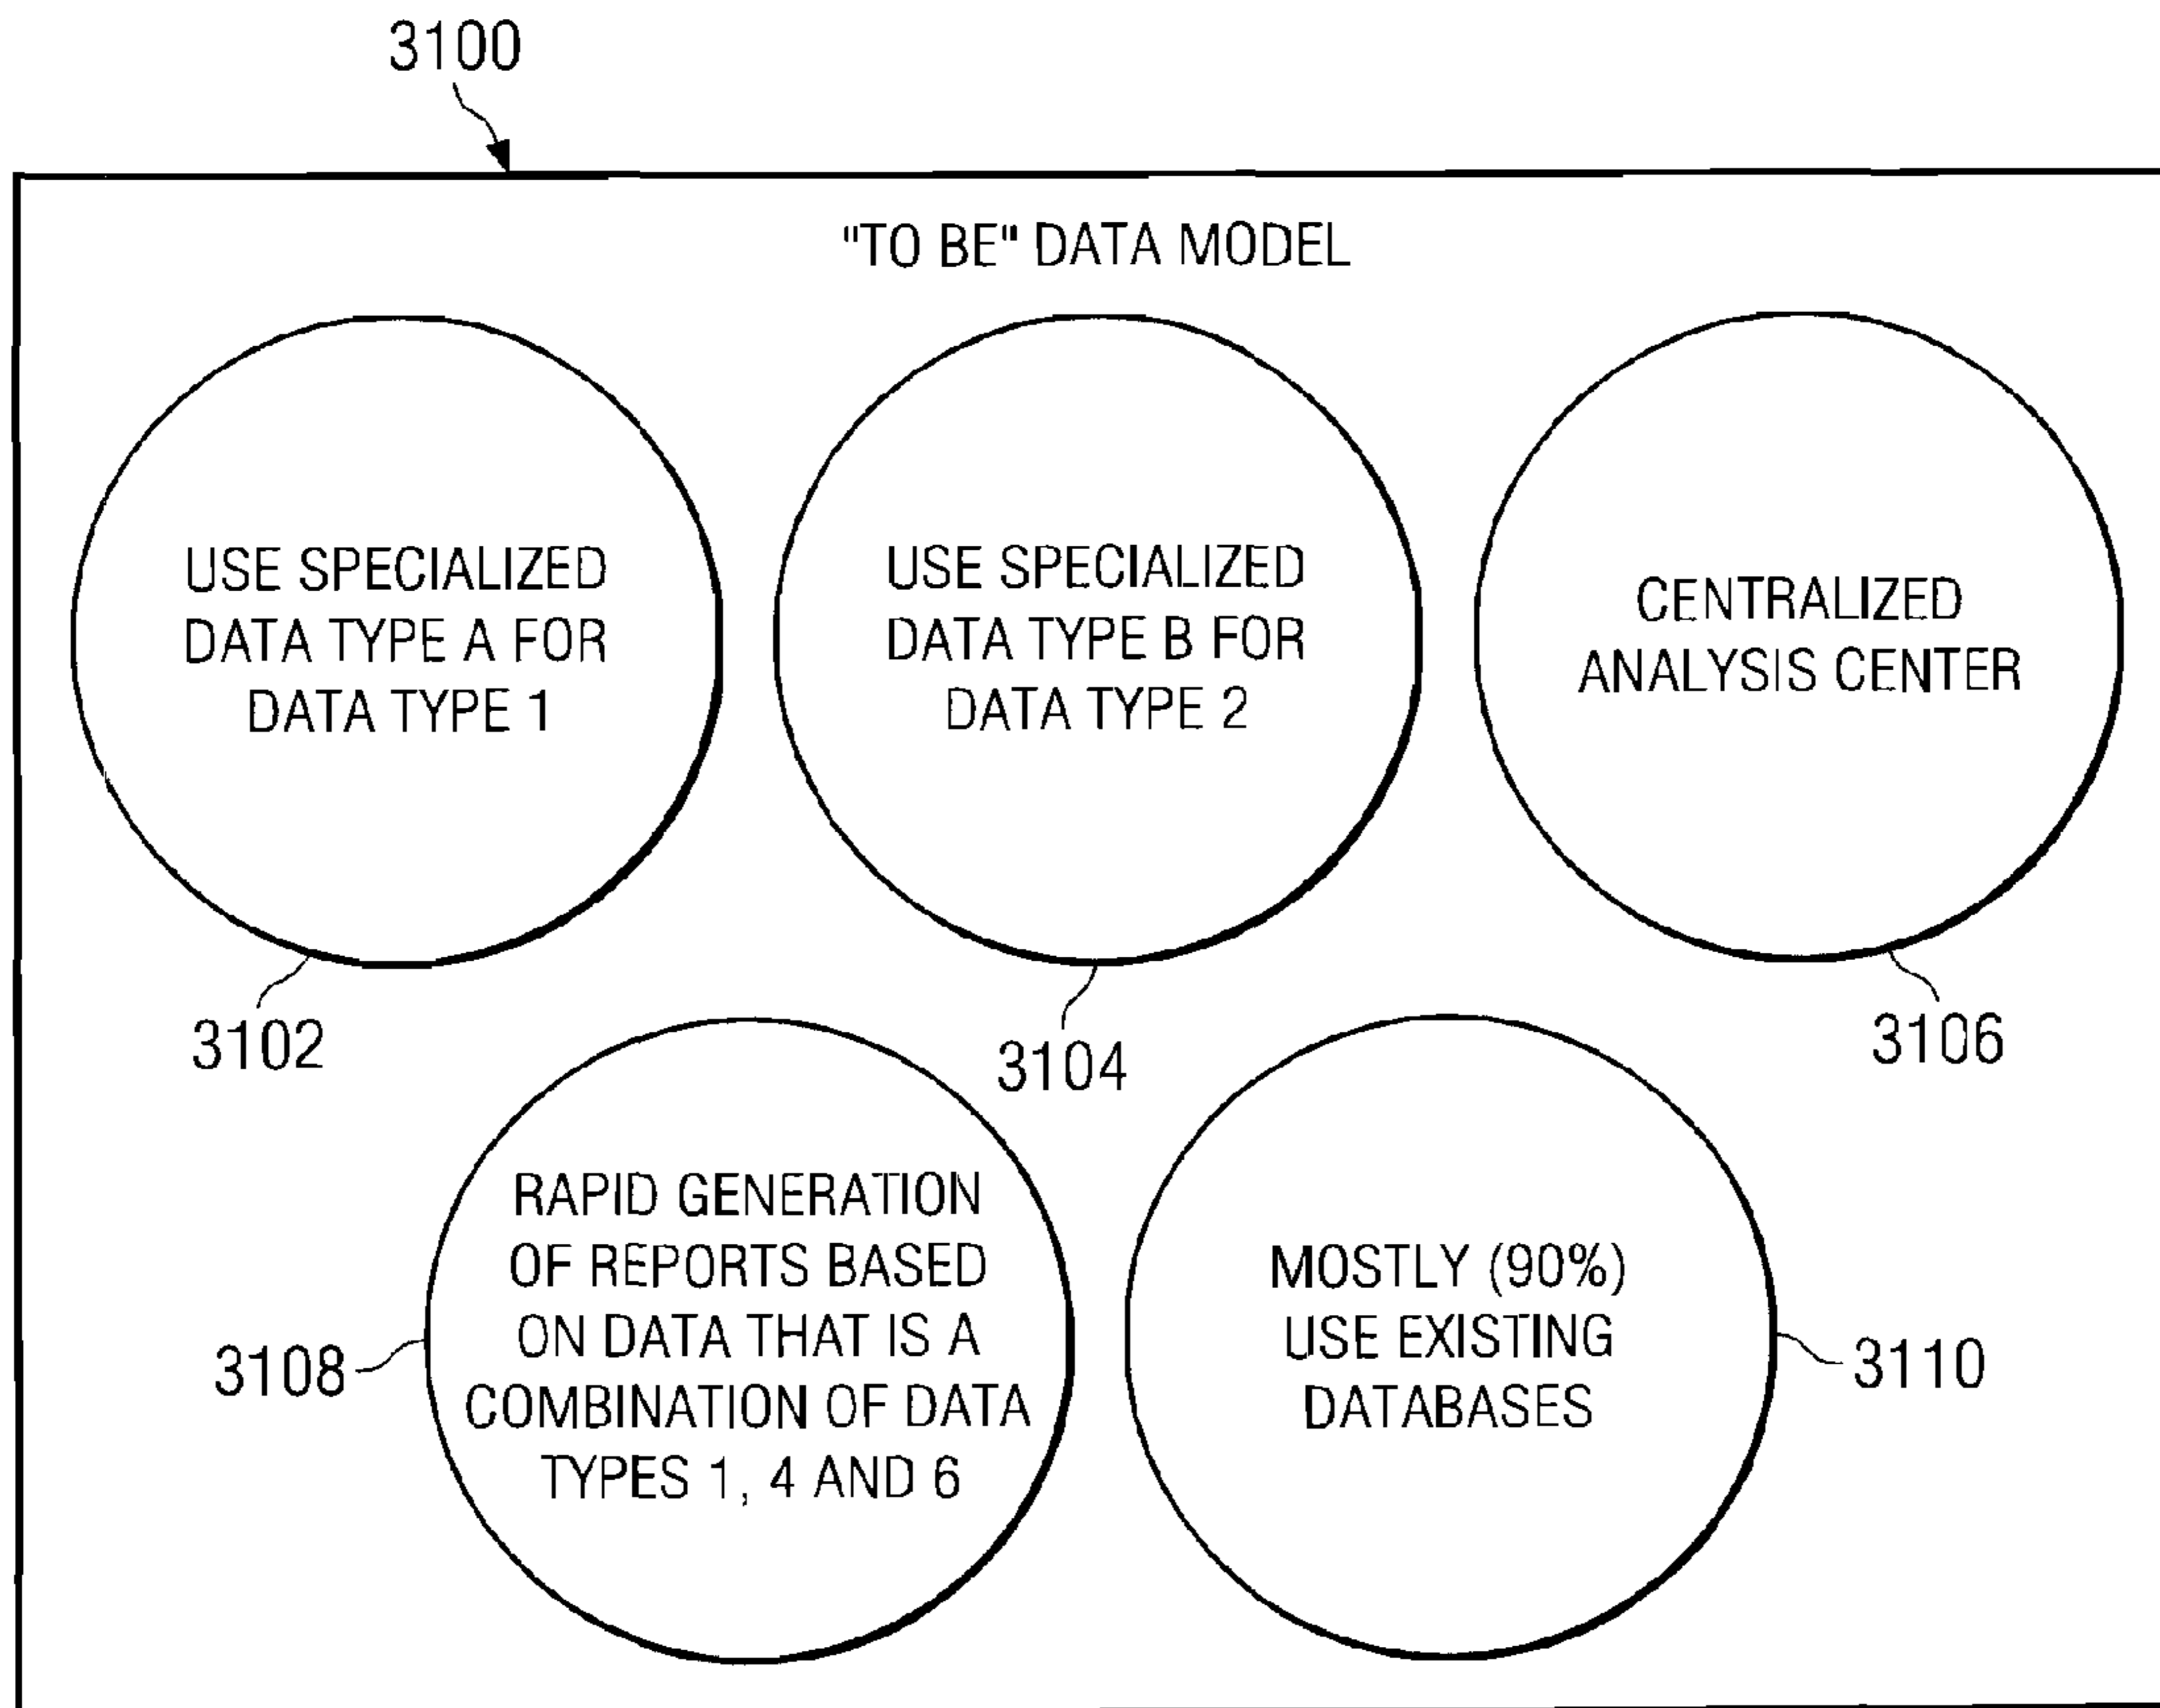 3100
"TO BE" DATA MODEL
USE SPECIALIZED
DATA TYPE A FOR
DATA TYPE 1
3102
USE SPECIALIZED
DATA TYPE B FOR
DATA TYPE 2
3104
CENTRALIZED
ANALYSIS CENTER
3106
RAPID GENERATION
OF REPORTS BASED
ON DATA THAT IS A
COMBINATION OF DATA
TYPES 1, 4 AND 6
3108
MOSTLY (90%)
USE EXISTING
DATABASES
3110